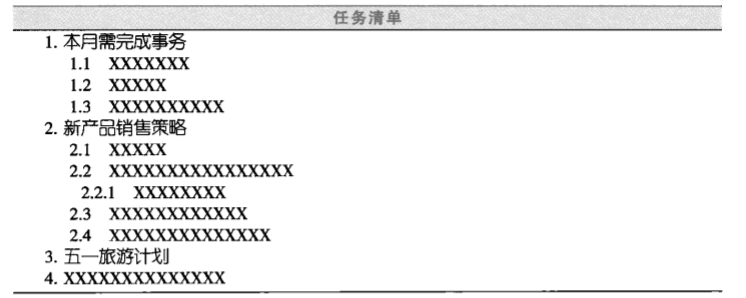 任务清单
1. 本月需完成事务
1.1 XXXXXXX
1.2 XXXXX
1.3 XXXXXXXXXX
2. 新产品销售策略
2.1 XXXXX
2.2 XXXXXXXXXXXXXXXX
2.2.1 XXXXXXXX
2.3 XXXXXXXXXXXX
2.4 XXXXXXXXXXXXXX
3. 五一旅游计划
4. XXXXXXXXXXXXXX